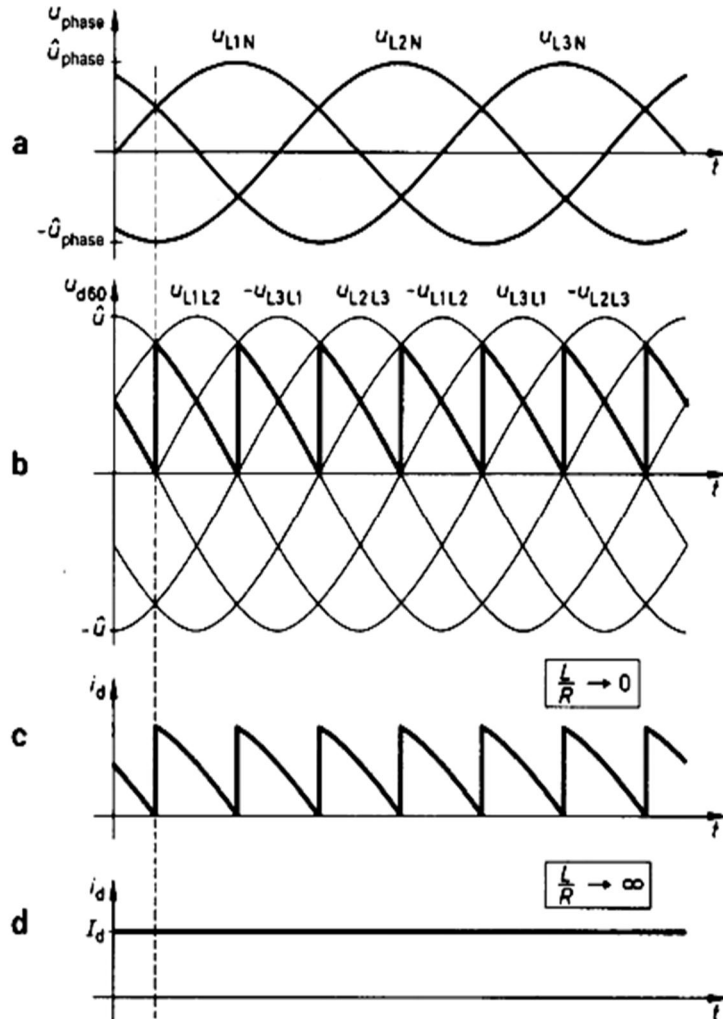 u_phase
û_phase
u_L1N u_L2N u_L3N
a
t
-û_phase
u_d60
u_L1L2 -u_L3L1 u_L2L3 -u_L1L2 u_L3L1 -u_L2L3
û
b
t
-û
i_d
L/R → 0
c
t
i_d
L/R → ∞
d
I_d
t